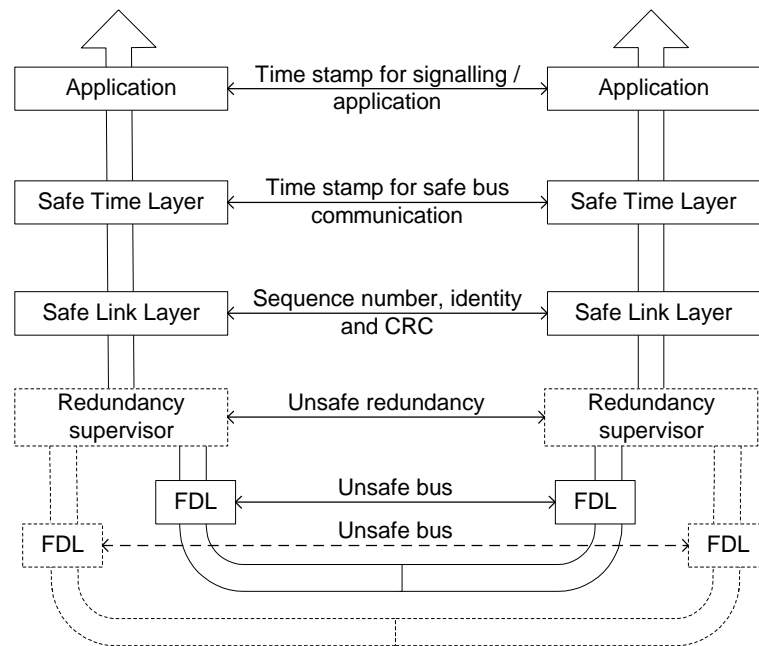 Application
Time stamp for signalling /
application
Application
Safe Time Layer
Time stamp for safe bus
communication
Safe Time Layer
Safe Link Layer
Sequence number, identity
and CRC
Safe Link Layer
Redundancy
supervisor
Unsafe redundancy
Redundancy
supervisor
FDL
Unsafe bus
FDL
FDL
Unsafe bus
FDL